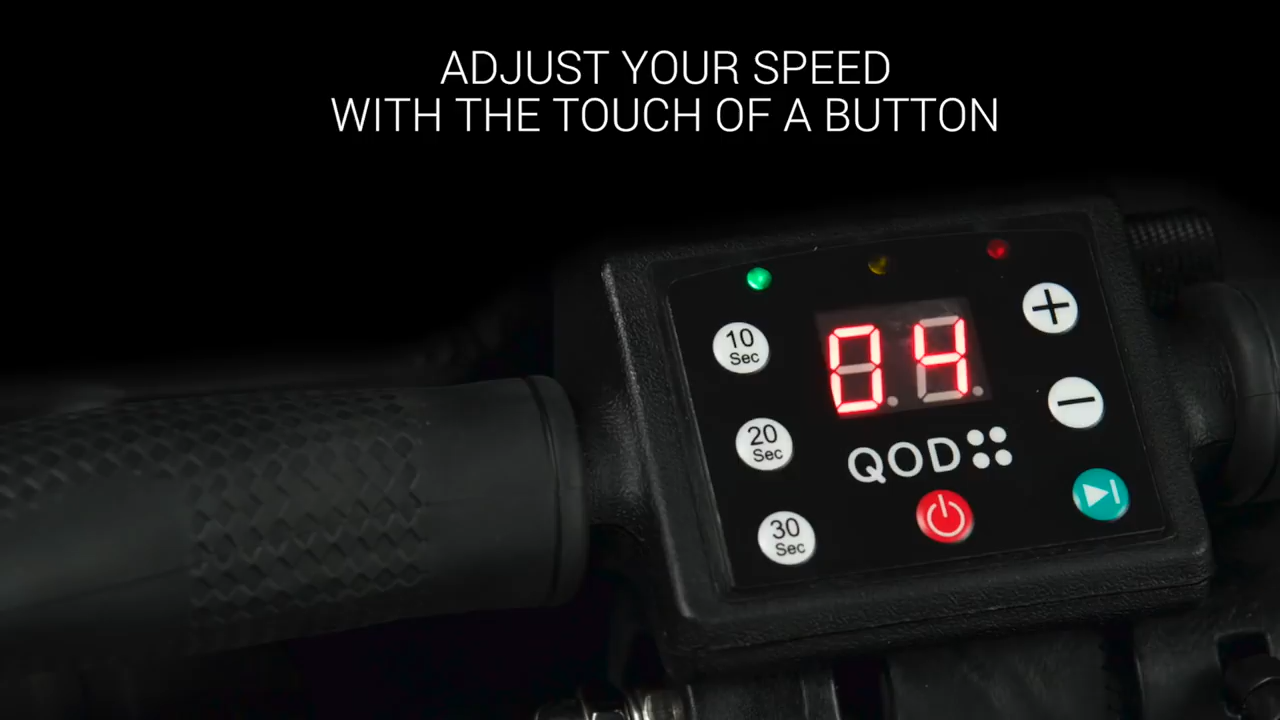 ADJUST YOUR SPEED
WITH THE TOUCH OF A BUTTON
10
Sec
04
20
Sec
QOD
30
Sec